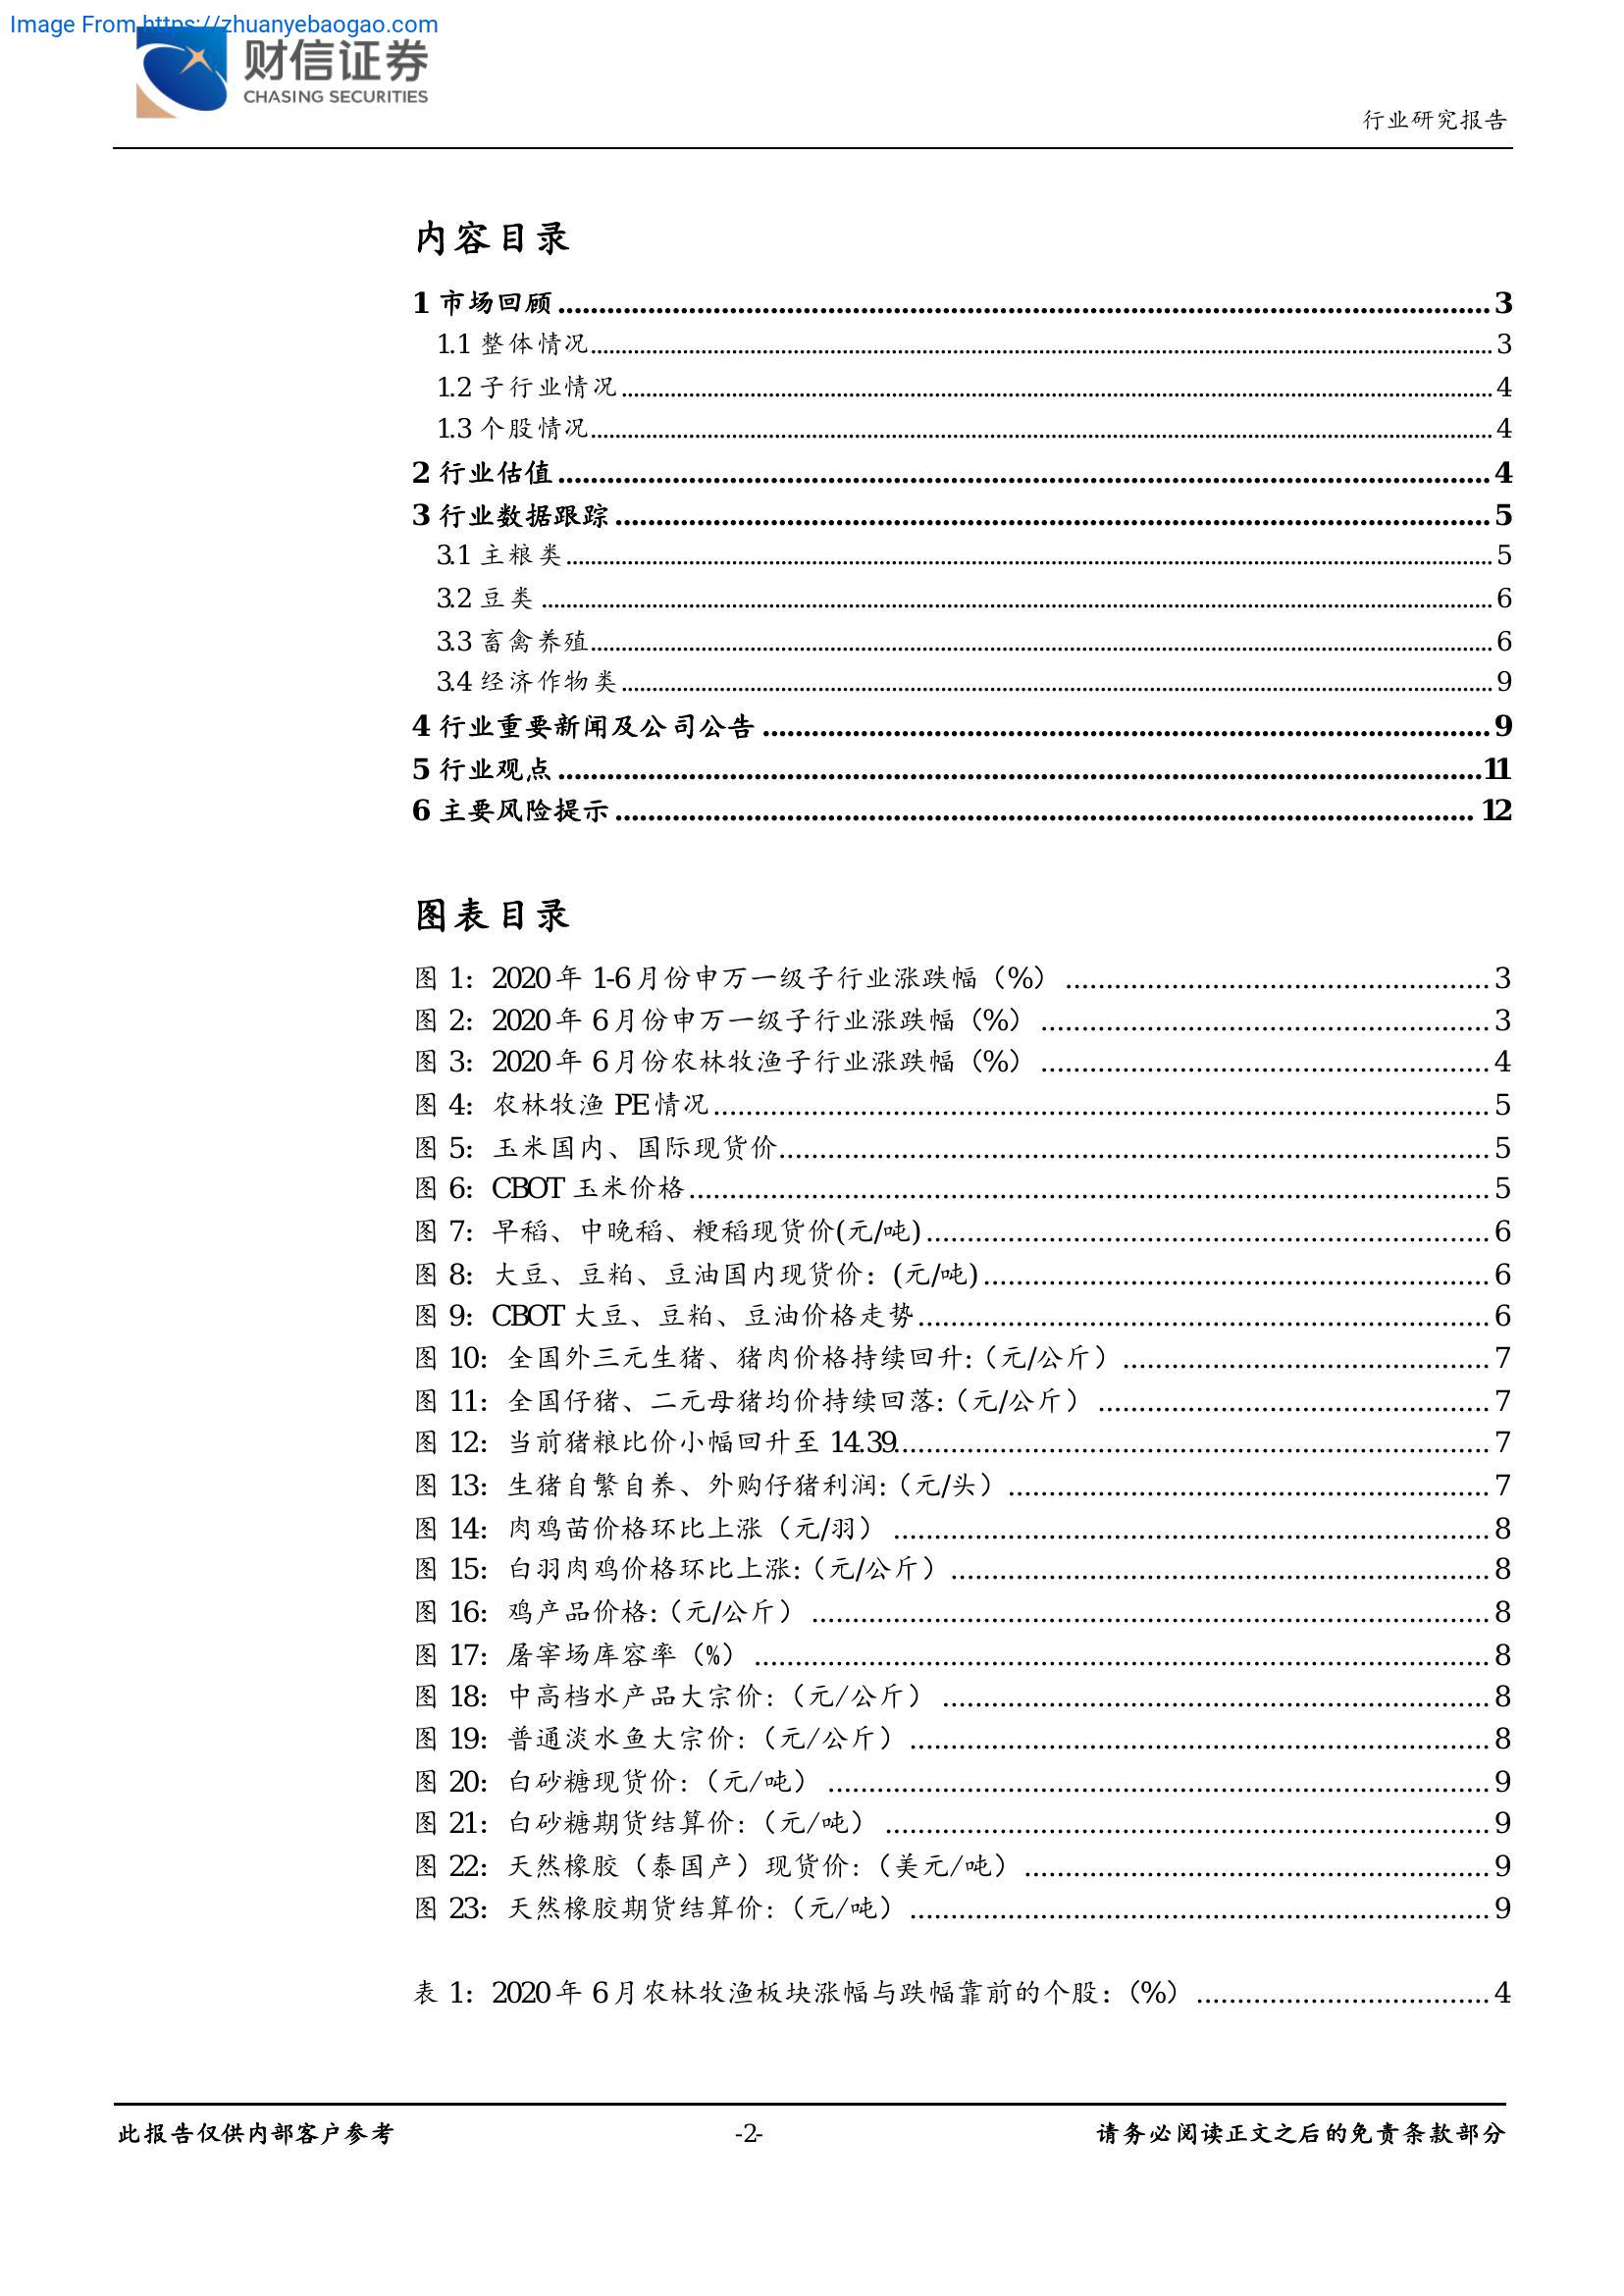 Image From https://zhuanyebaogao.com
财信证券
CHASING SECURITIES
行业研究报告
内容目录
1 市场回顾...3
1.1 整体情况...3
1.2 子行业情况...4
1.3 个股情况...4
2 行业估值...4
3 行业数据跟踪...5
3.1 主粮类...5
3.2 豆类...6
3.3 畜禽养殖...6
3.4 经济作物类...9
4 行业重要新闻及公司公告...9
5 行业观点...11
6 主要风险提示...12
图表目录
图 1：2020 年 1-6 月份申万一级子行业涨跌幅（%）...3
图 2：2020 年 6 月份申万一级子行业涨跌幅（%）...3
图 3：2020 年 6 月份农林牧渔子行业涨跌幅（%）...4
图 4：农林牧渔 PE 情况...5
图 5：玉米国内、国际现货价...5
图 6：CBOT 玉米价格...5
图 7：早稻、中晚稻、粳稻现货价(元/吨)...6
图 8：大豆、豆粕、豆油国内现货价：(元/吨)...6
图 9：CBOT 大豆、豆粕、豆油价格走势...6
图 10：全国外三元生猪、猪肉价格持续回升:（元/公斤）...7
图 11：全国仔猪、二元母猪均价持续回落:（元/公斤）...7
图 12：当前猪粮比价小幅回升至 14.39...7
图 13：生猪自繁自养、外购仔猪利润:（元/头）...7
图 14：肉鸡苗价格环比上涨（元/羽）...8
图 15：白羽肉鸡价格环比上涨:（元/公斤）...8
图 16：鸡产品价格:（元/公斤）...8
图 17：屠宰场库容率（%）...8
图 18：中高档水产品大宗价:（元/公斤）...8
图 19：普通淡水鱼大宗价:（元/公斤）...8
图 20：白砂糖现货价:（元/吨）...9
图 21：白砂糖期货结算价:（元/吨）...9
图 22：天然橡胶（泰国产）现货价:（美元/吨）...9
图 23：天然橡胶期货结算价:（元/吨）...9
表 1：2020 年 6 月农林牧渔板块涨幅与跌幅靠前的个股:（%）...4
此报告仅供内部客户参考
-2-
请务必阅读正文之后的免责条款部分